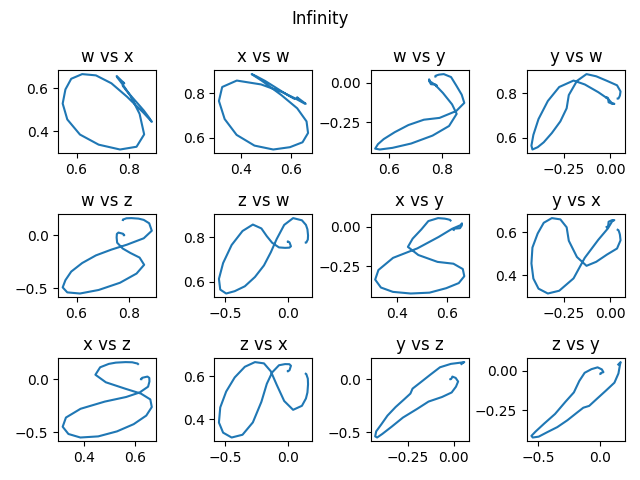 Infinity
w vs x
x vs w
w vs y
y vs w
0.6
0.4
0.6 0.8
0.8
0.6
0.4 0.6
0.00
−0.25
0.6 0.8
0.8
0.6
−0.25 0.00
w vs z
z vs w
x vs y
y vs x
0.0
−0.5
0.6 0.8
0.8
0.6
−0.5 0.0
0.00
−0.25
0.4 0.6
0.6
0.4
−0.25 0.00
x vs z
z vs x
y vs z
z vs y
0.0
−0.5
0.4 0.6
0.6
0.4
−0.5 0.0
0.0
−0.5
−0.25 0.00
0.00
−0.25
−0.5 0.0